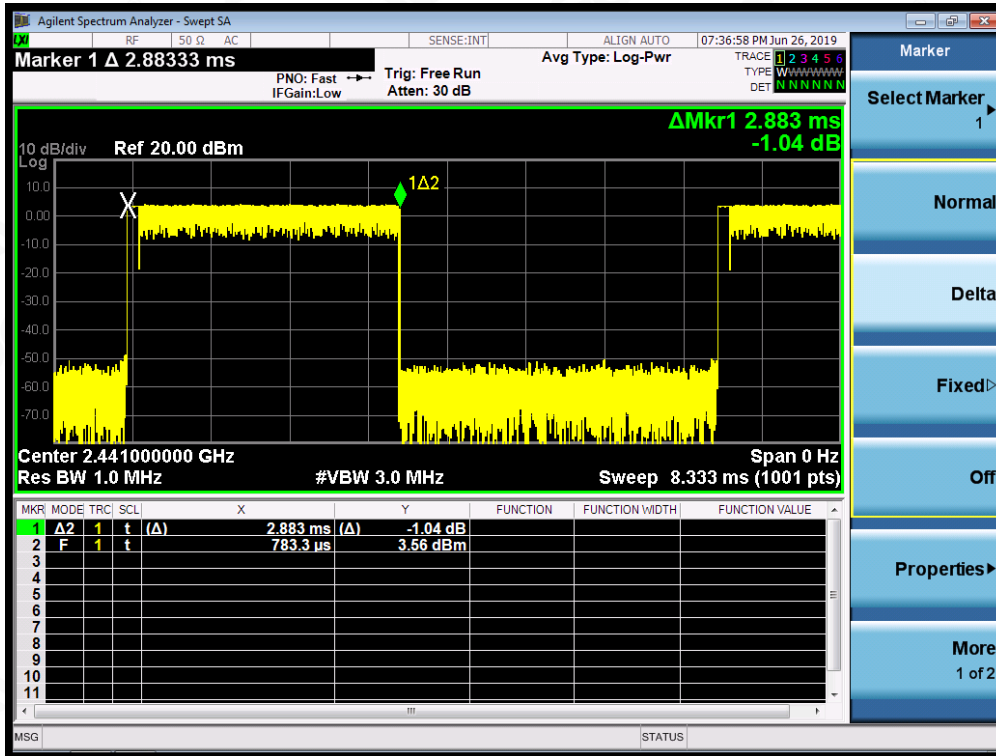 Agilent Spectrum Analyzer - Swept SA
LXI RF 50 Ω AC SENSE:INT ALIGN AUTO 07:36:58 PM Jun 26, 2019
Marker 1 Δ 2.88333 ms
PNO: Fast
IFGain:Low
Trig: Free Run
Atten: 30 dB
Avg Type: Log-Pwr
TRACE 1 2 3 4 5 6
TYPE WWWWWW
DET N N N N N N
ΔMkr1 2.883 ms
-1.04 dB
10 dB/div Ref 20.00 dBm
Log
10.0
0.00
-10.0
-20.0
-30.0
-40.0
-50.0
-60.0
-70.0
1Δ2
Center 2.441000000 GHz Span 0 Hz
Res BW 1.0 MHz #VBW 3.0 MHz Sweep 8.333 ms (1001 pts)
MKR MODE TRC SCL X Y FUNCTION FUNCTION WIDTH FUNCTION VALUE
1 Δ2 1 t (Δ) 2.883 ms (Δ) -1.04 dB
2 F 1 t 783.3 µs 3.56 dBm
3
4
5
6
7
8
9
10
11
MSG STATUS
Marker
Select Marker
1
Normal
Delta
Fixed
Off
Properties
More
1 of 2